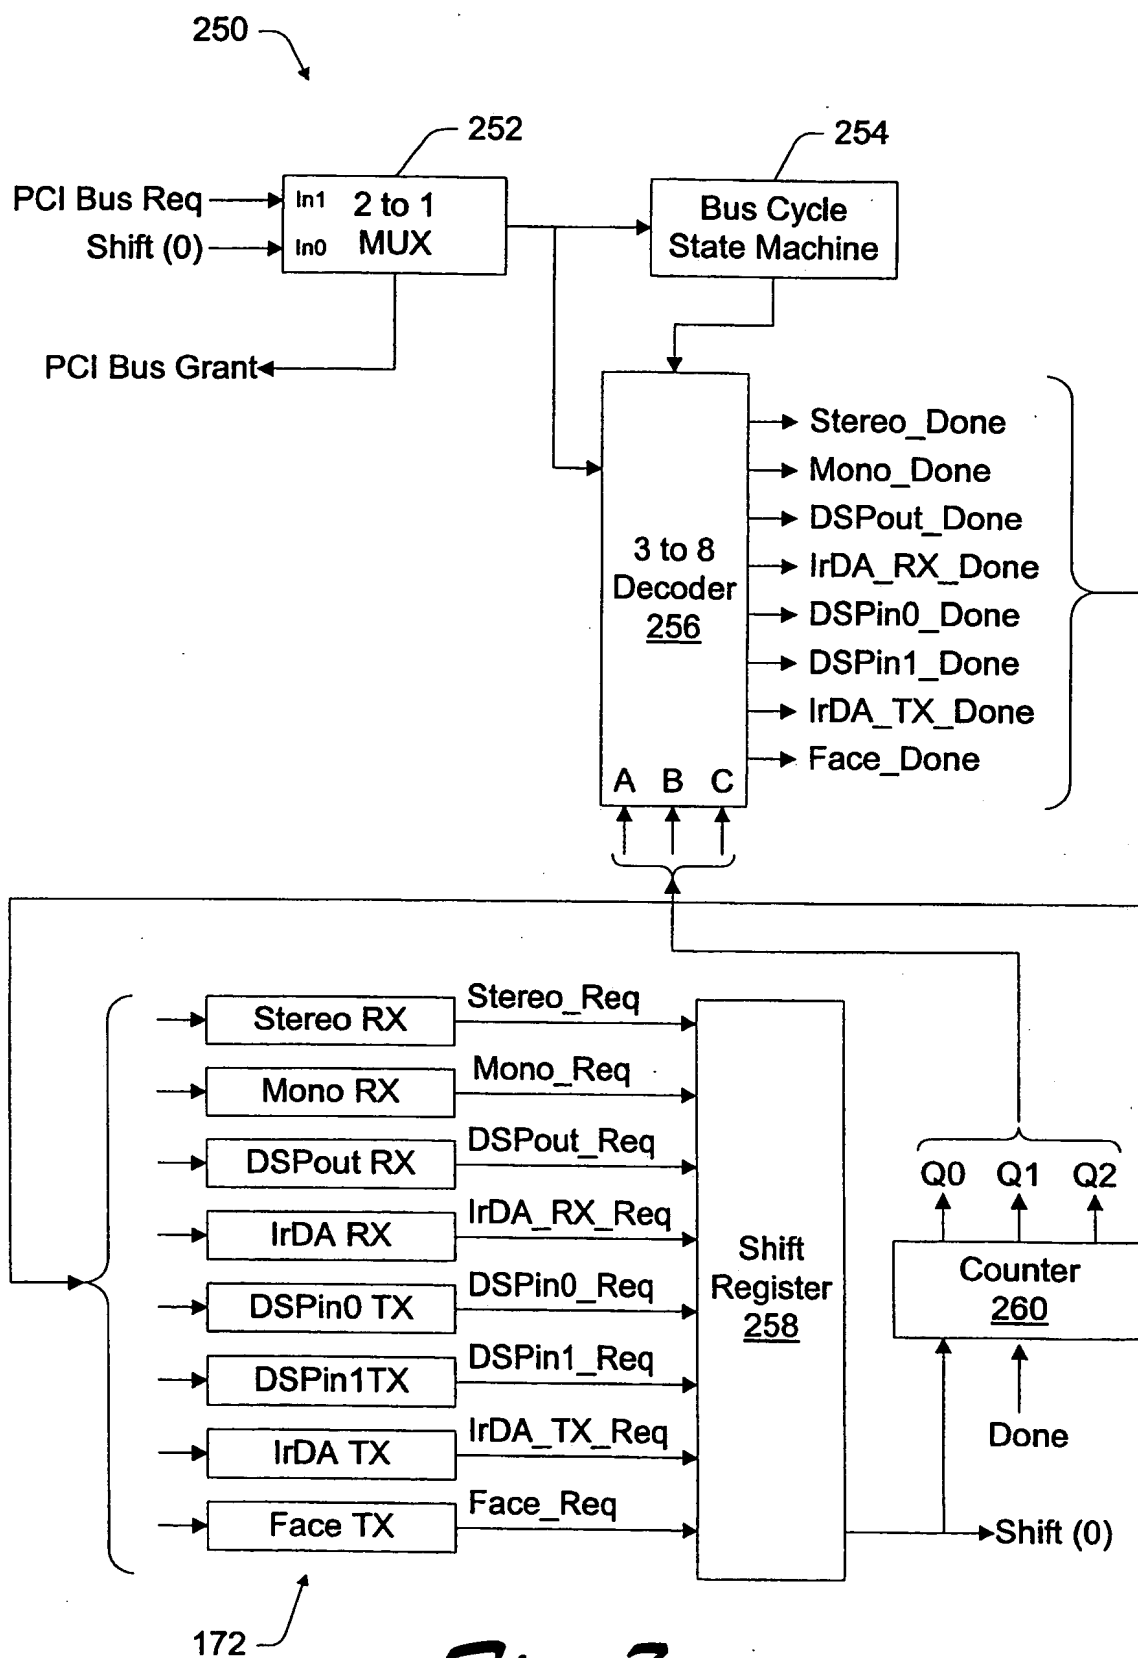 250
252
254
PCI Bus Req
In1
2 to 1
Bus Cycle
Shift (0)
In0
MUX
State Machine
PCI Bus Grant
Stereo_Done
Mono_Done
DSPout_Done
3 to 8
IrDA_RX_Done
Decoder
DSPin0_Done
256
DSPin1_Done
IrDA_TX_Done
Face_Done
A B C
Stereo RX
Stereo_Req
Mono RX
Mono_Req
DSPout RX
DSPout_Req
Q0 Q1 Q2
IrDA RX
IrDA_RX_Req
Shift
Register
258
Counter
260
DSPin0 TX
DSPin0_Req
DSPin1TX
DSPin1_Req
Done
IrDA TX
IrDA_TX_Req
Face TX
Face_Req
Shift (0)
172